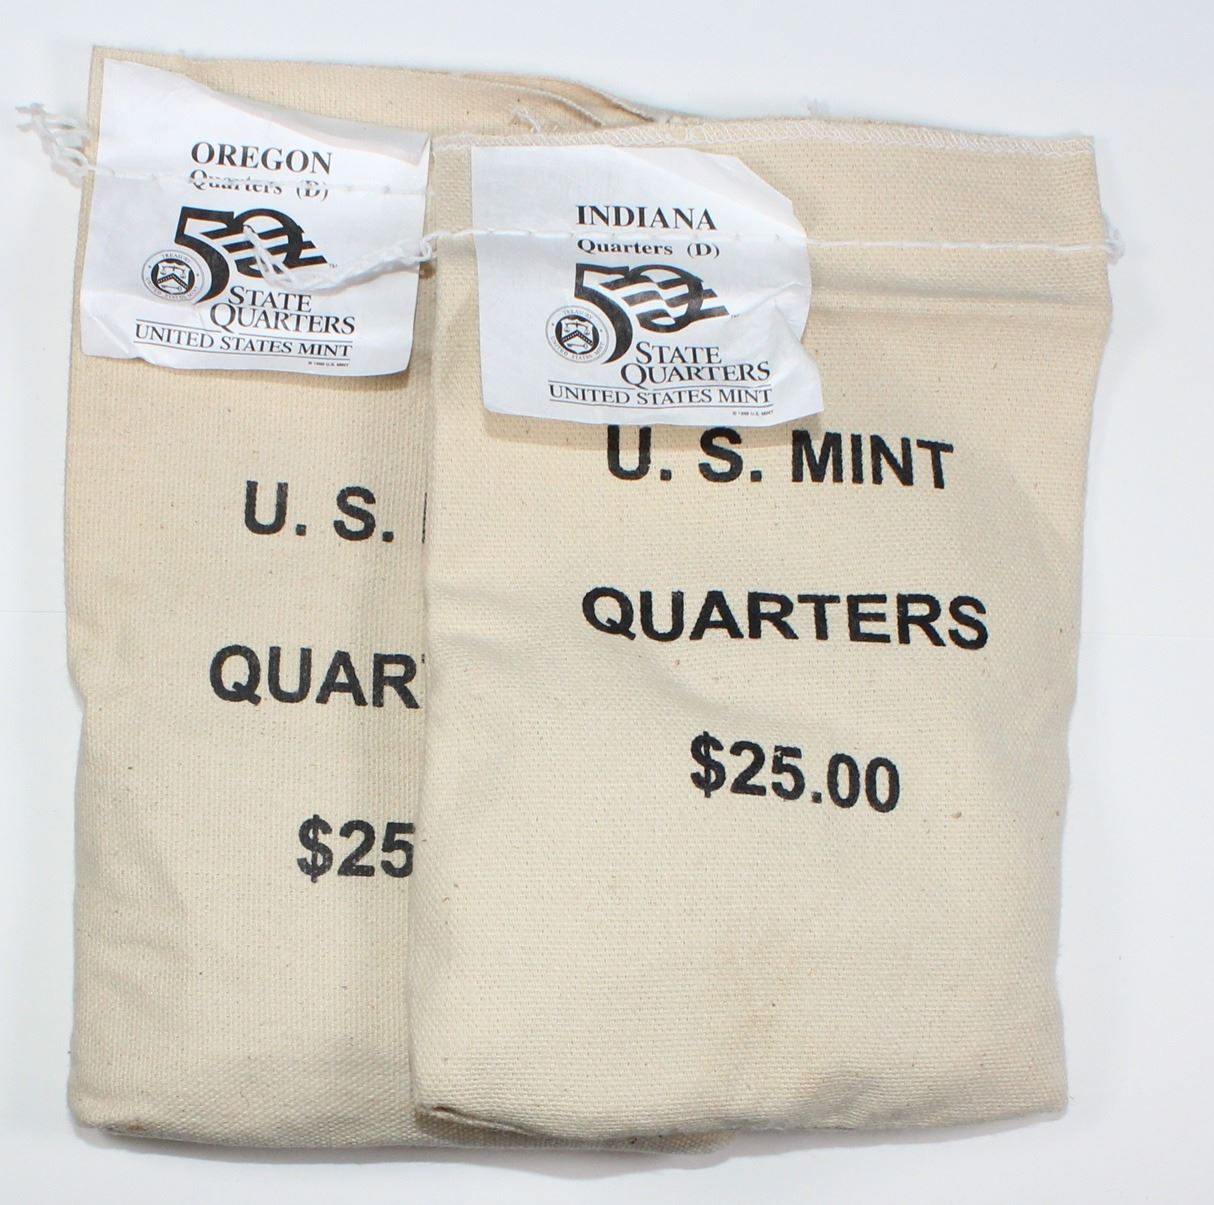 OREGON
Quarters (D)
50
STATE
QUARTERS
UNITED STATES MINT
U. S.
QUAR
$25
INDIANA
Quarters (D)
50
STATE
QUARTERS
UNITED STATES MINT
U. S. MINT
QUARTERS
$25.00